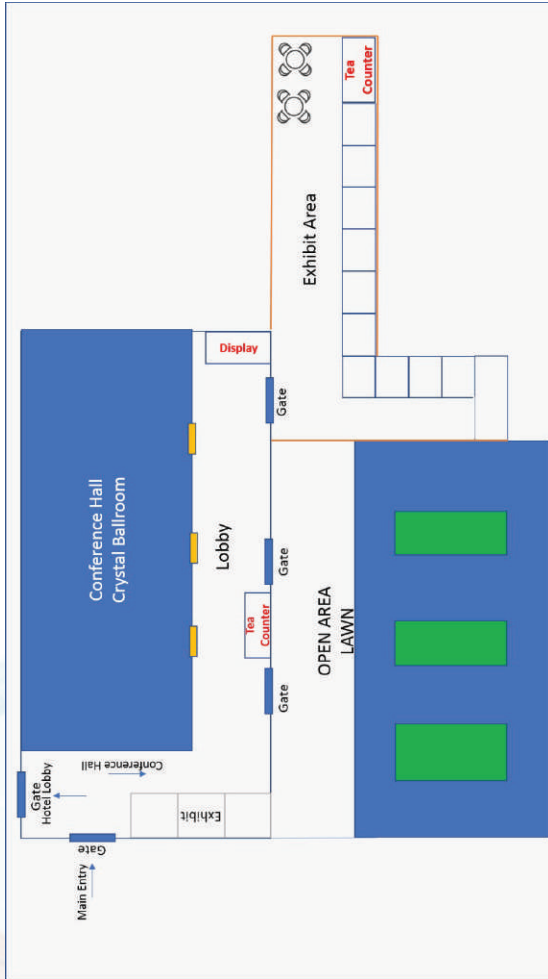 Tea
Counter
Exhibit Area
Display
Gate
Conference Hall
Crystal Ballroom
Lobby
Gate
Tea
Counter
OPEN AREA
LAWN
Gate
Conference Hall
Gate
Hotel Lobby
Exhibit
Gate
Main Entry